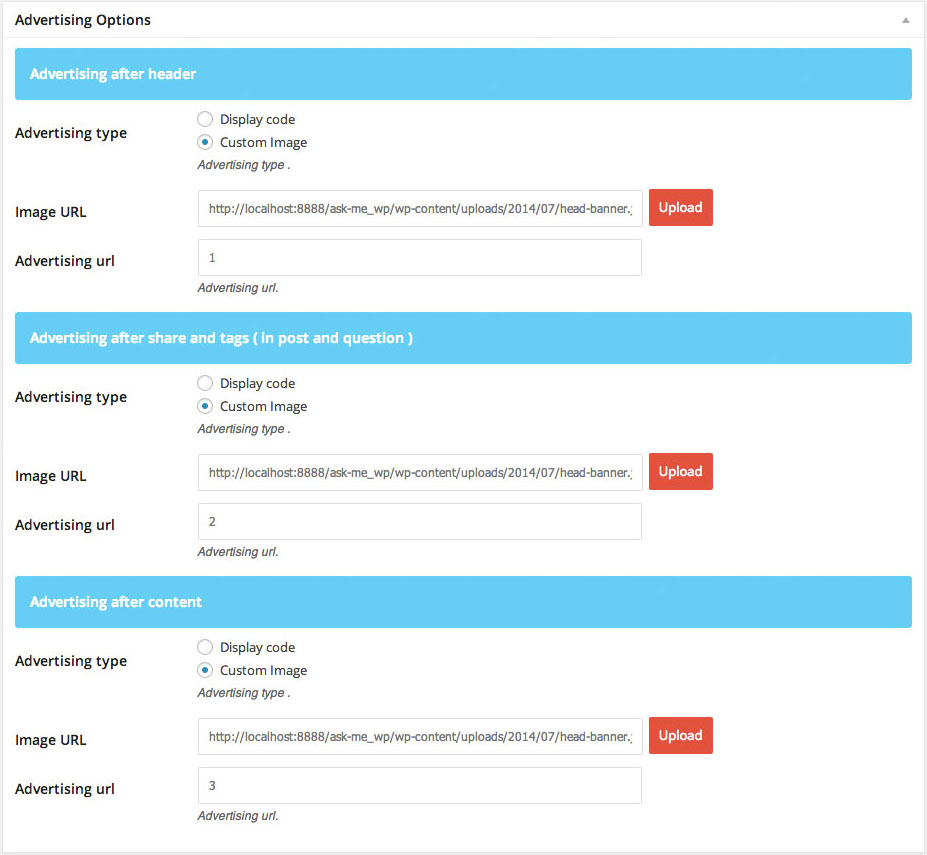 Advertising Options
Advertising after header
Advertising type
Display code
Custom Image
Advertising type .
Image URL
http://localhost:8888/ask-me_wp/wp-content/uploads/2014/07/head-banner.
Upload
Advertising url
1
Advertising url.
Advertising after share and tags ( in post and question )
Advertising type
Display code
Custom Image
Advertising type .
Image URL
http://localhost:8888/ask-me_wp/wp-content/uploads/2014/07/head-banner.
Upload
Advertising url
2
Advertising url.
Advertising after content
Advertising type
Display code
Custom Image
Advertising type .
Image URL
http://localhost:8888/ask-me_wp/wp-content/uploads/2014/07/head-banner.
Upload
Advertising url
3
Advertising url.